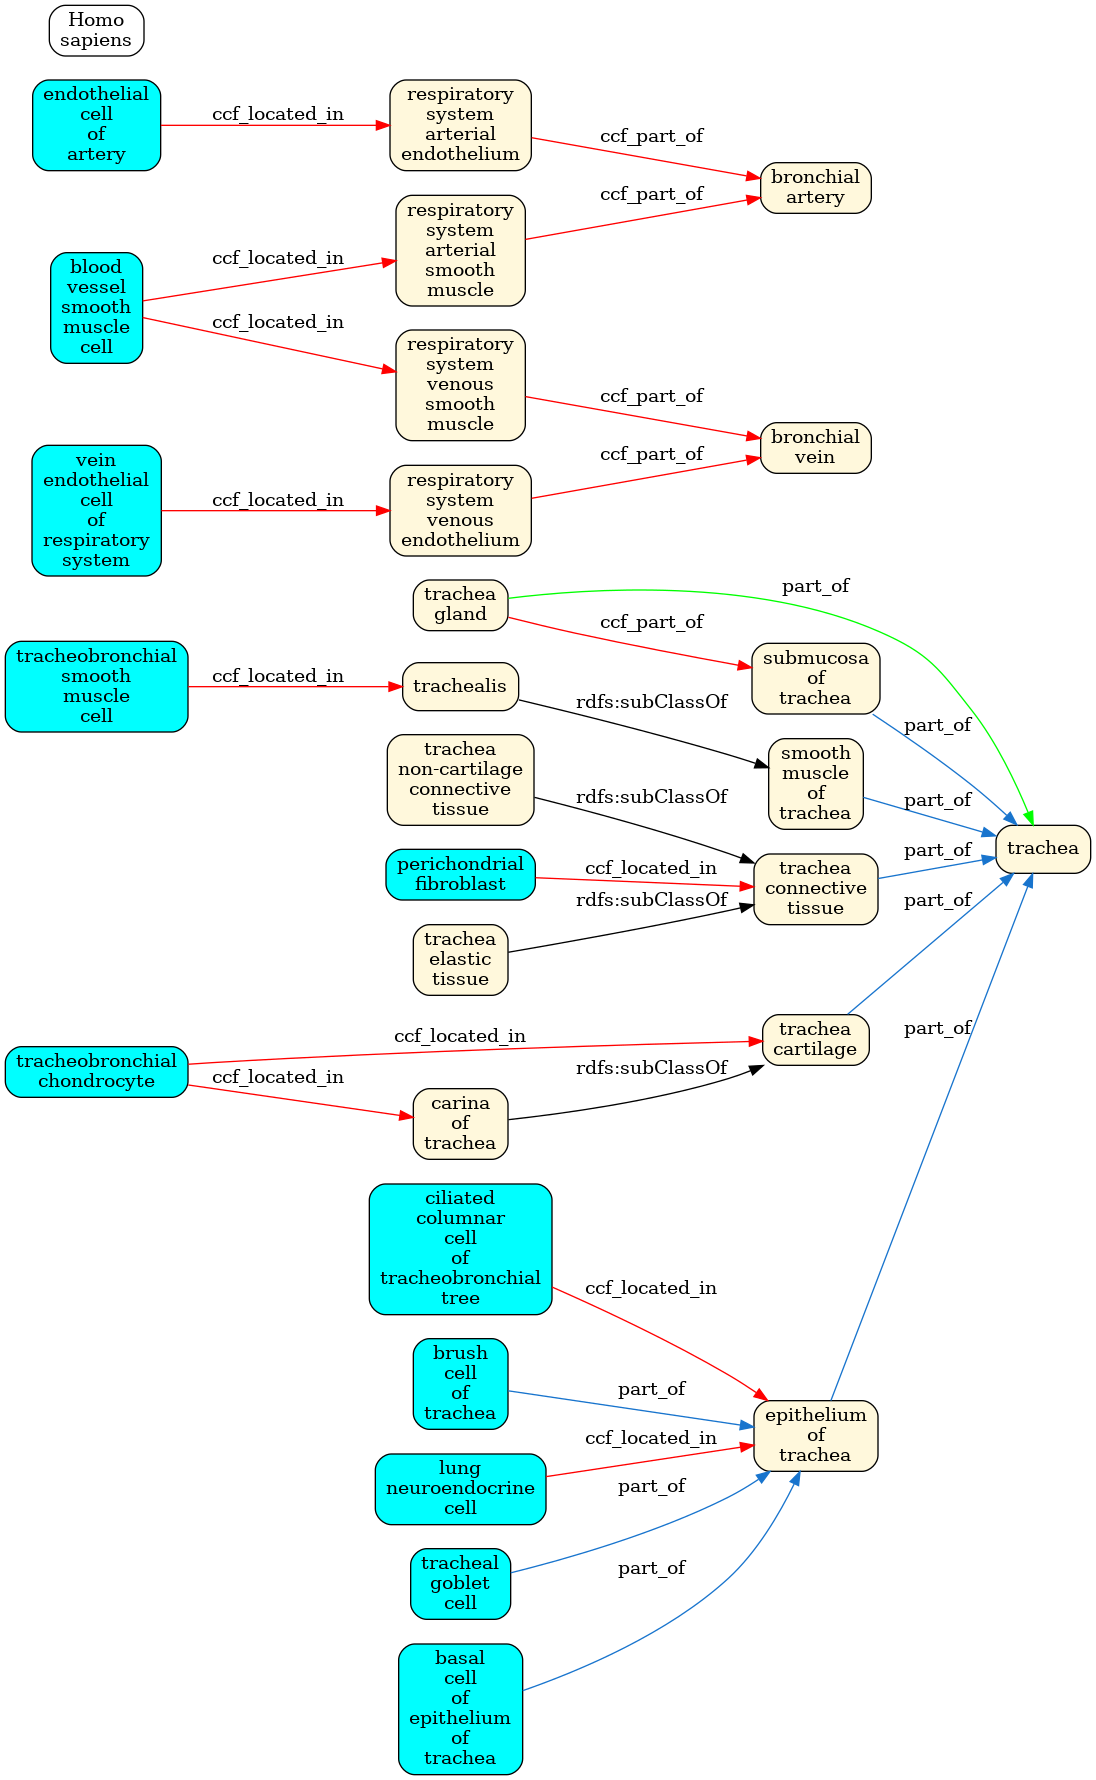 Homo
sapiens
endothelial
cell
of
artery
ccf_located_in
respiratory
system
arterial
endothelium
ccf_part_of
bronchial
artery
blood
vessel
smooth
muscle
cell
ccf_located_in
respiratory
system
arterial
smooth
muscle
ccf_part_of
ccf_located_in
respiratory
system
venous
smooth
muscle
ccf_part_of
bronchial
vein
vein
endothelial
cell
of
respiratory
system
ccf_located_in
respiratory
system
venous
endothelium
ccf_part_of
trachea
gland
part_of
ccf_part_of
submucosa
of
trachea
part_of
tracheobronchial
smooth
muscle
cell
ccf_located_in
trachealis
rdfs:subClassOf
smooth
muscle
of
trachea
part_of
trachea
trachea
non-cartilage
connective
tissue
rdfs:subClassOf
perichondrial
fibroblast
ccf_located_in
trachea
connective
tissue
part_of
trachea
elastic
tissue
rdfs:subClassOf
part_of
tracheobronchial
chondrocyte
ccf_located_in
trachea
cartilage
ccf_located_in
carina
of
trachea
rdfs:subClassOf
part_of
ciliated
columnar
cell
of
tracheobronchial
tree
ccf_located_in
brush
cell
of
trachea
part_of
epithelium
of
trachea
lung
neuroendocrine
cell
ccf_located_in
tracheal
goblet
cell
part_of
basal
cell
of
epithelium
of
trachea
part_of